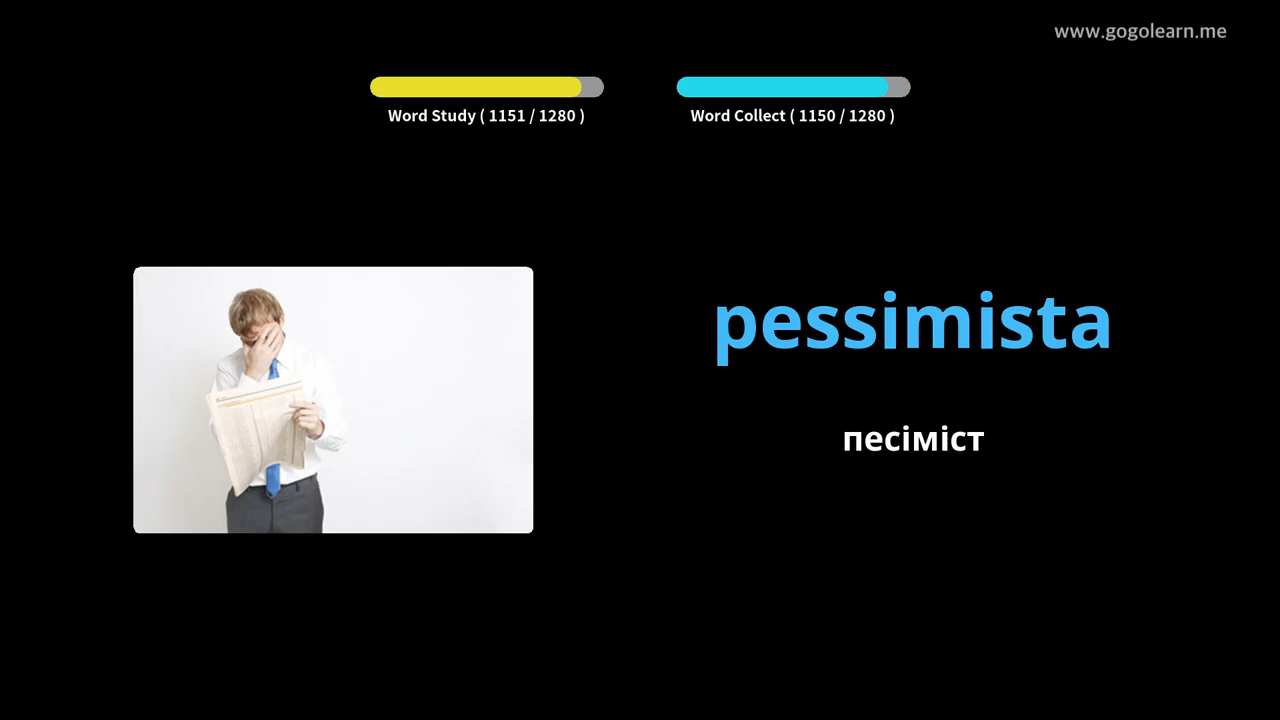 www.gogolearn.me
Word Study ( 1151 / 1280 )
Word Collect ( 1150 / 1280 )
pessimista
песіміст